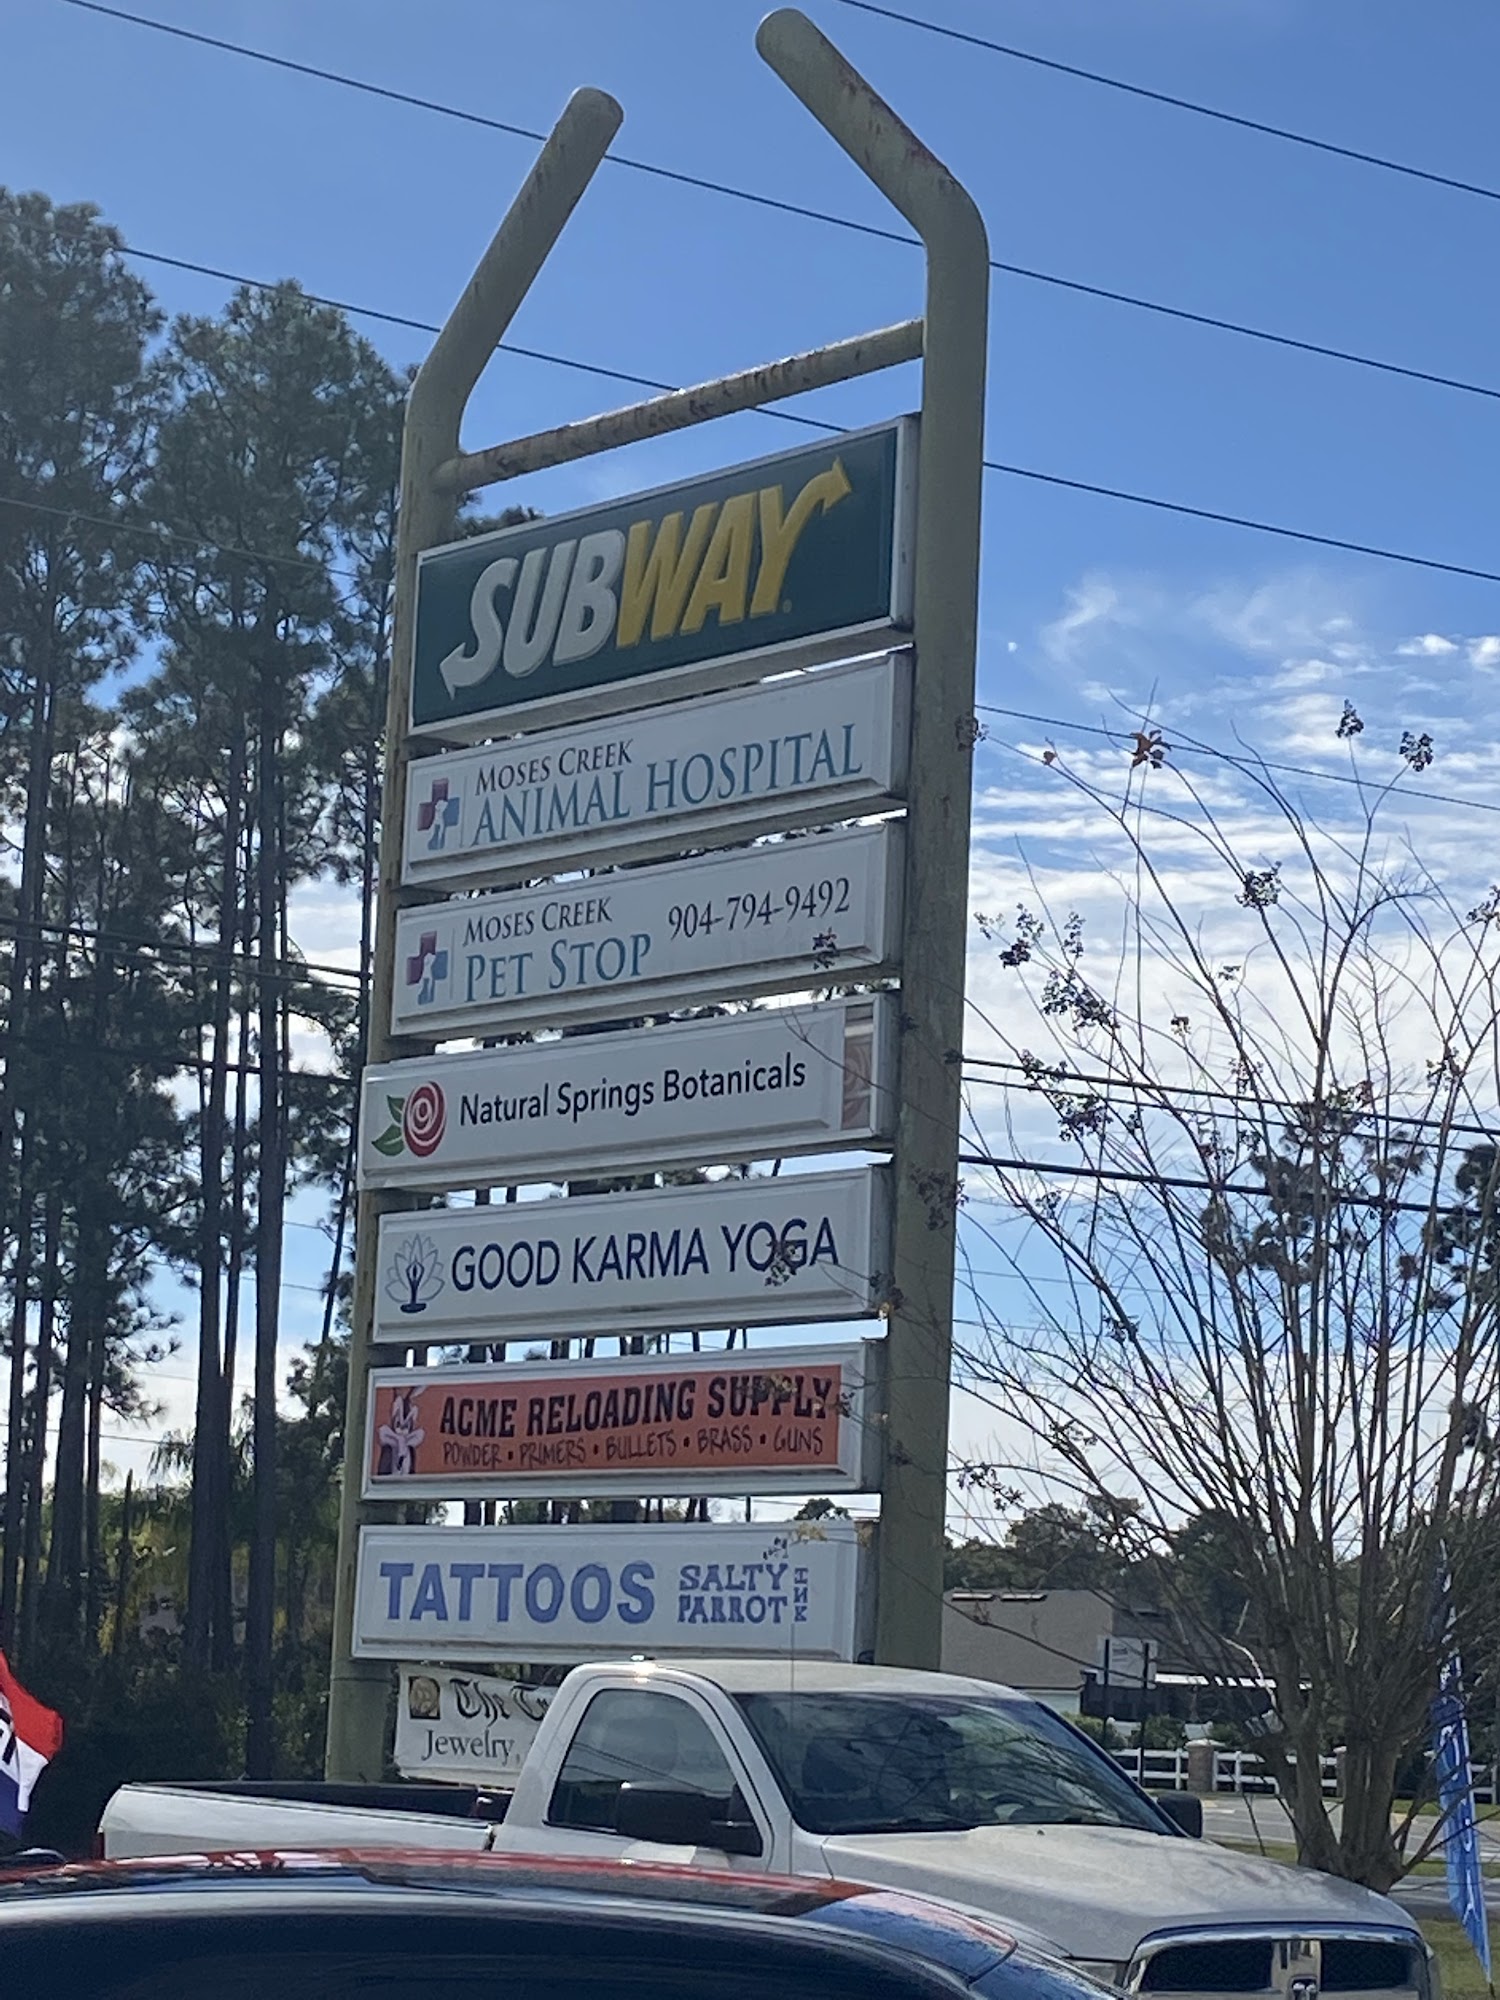 SUBWAY
MOSES CREEK
ANIMAL HOSPITAL
MOSES CREEK
PET STOP
904-794-9492
Natural Springs Botanicals
GOOD KARMA YOGA
ACME RELOADING SUPPLY
POWDER • PRIMERS • BULLETS • BRASS • GUNS
TATTOOS
SALTY
PARROT
INK
The
Jewelry,